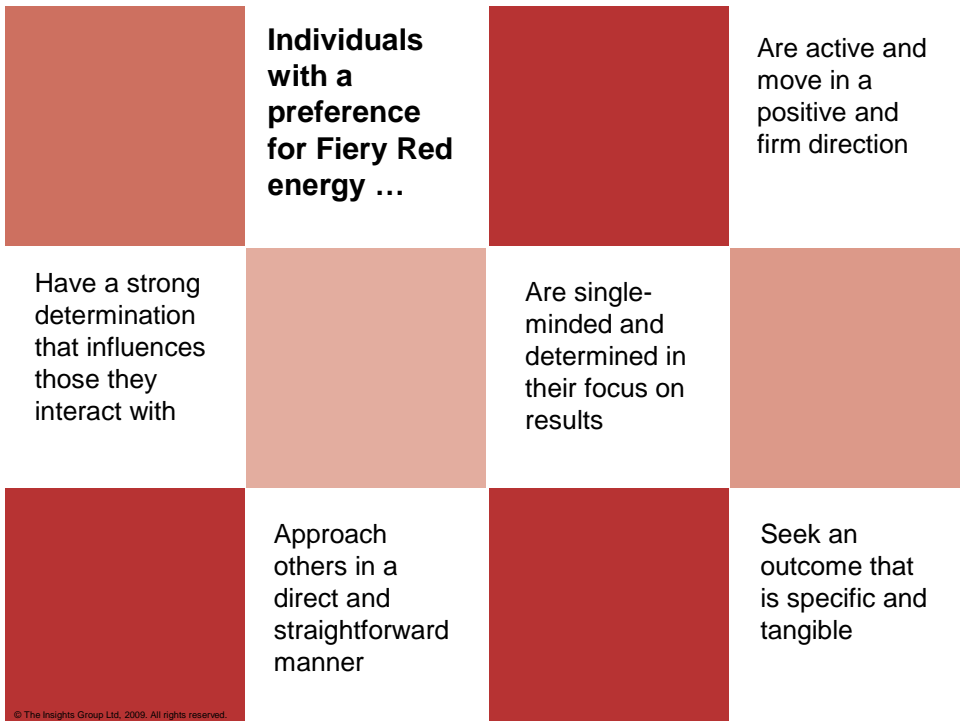 Individuals
with a
preference
for Fiery Red
energy …
Are active and
move in a
positive and
firm direction
Have a strong
determination
that influences
those they
interact with
Are single-
minded and
determined in
their focus on
results
Approach
others in a
direct and
straightforward
manner
Seek an
outcome that
is specific and
tangible
© The Insights Group Ltd, 2009. All rights reserved.